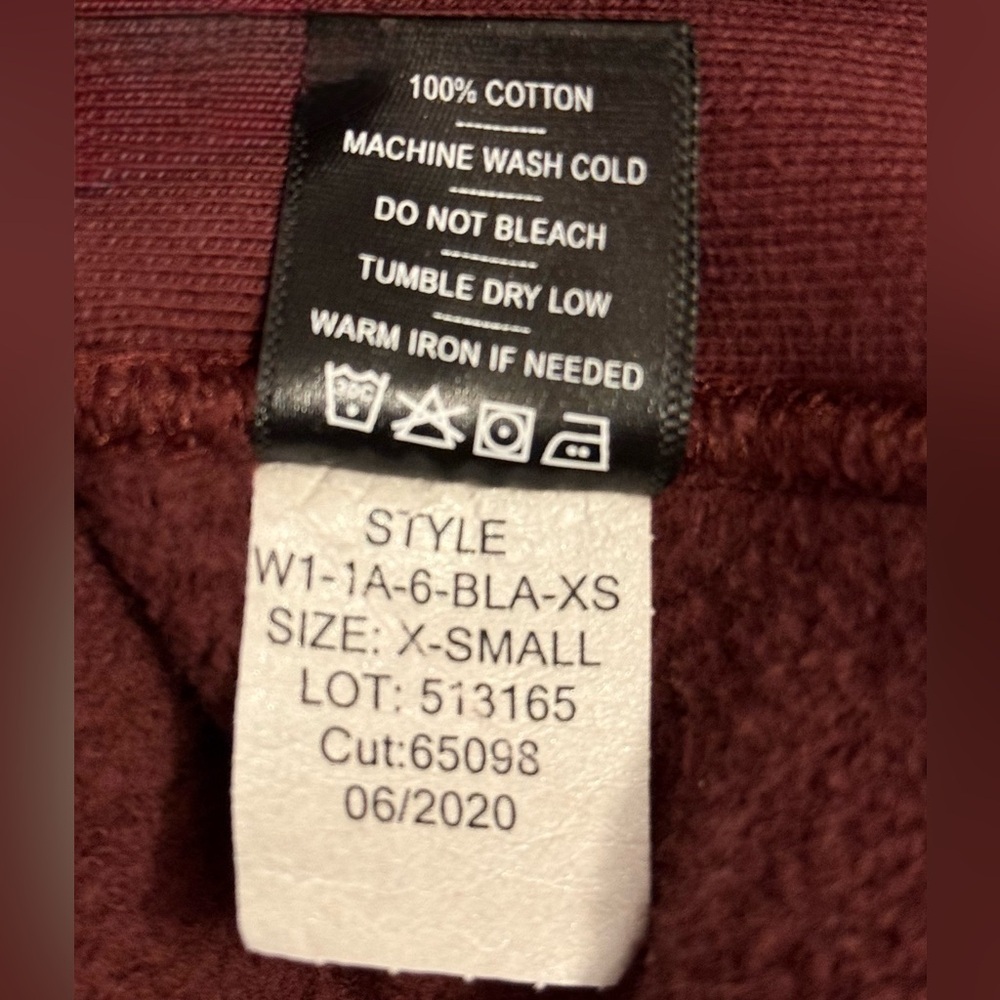 100% COTTON
MACHINE WASH COLD
DO NOT BLEACH
TUMBLE DRY LOW
WARM IRON IF NEEDED
30C
STYLE
W1-1A-6-BLA-XS
SIZE: X-SMALL
LOT: 513165
Cut:65098
06/2020